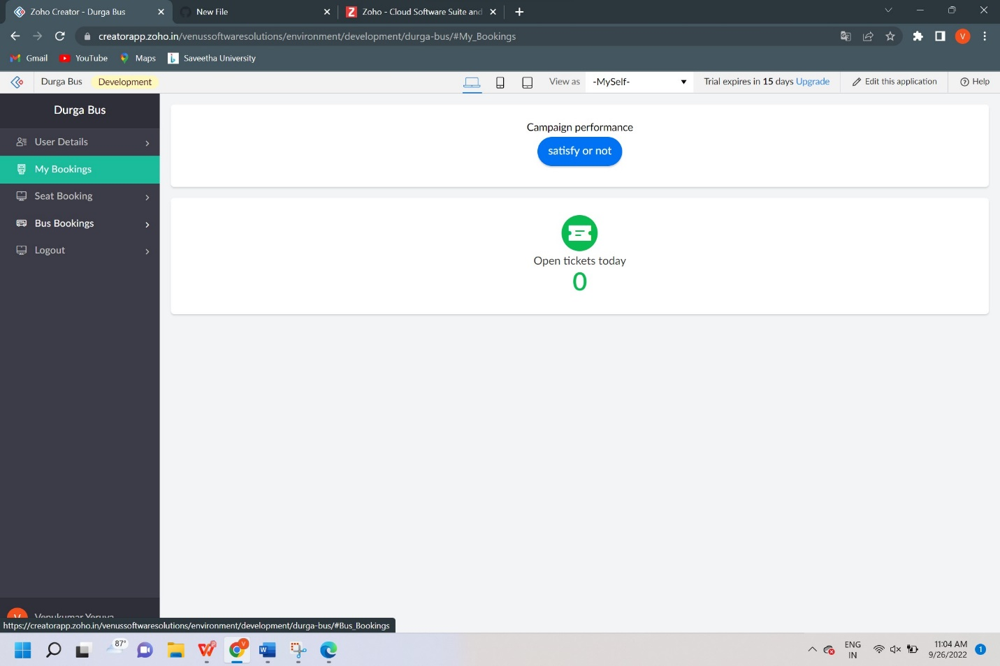 Zoho Creator - Durga Bus
New File
Zoho - Cloud Software Suite and
creatorapp.zoho.in/venussoftwaresolutions/environment/development/durga-bus/#My_Bookings
V
Gmail
YouTube
Maps
Saveetha University
Durga Bus
Development
View as
-MySelf-
Trial expires in 15 days Upgrade
Edit this application
Help
Durga Bus
User Details
My Bookings
Seat Booking
Bus Bookings
Logout
Campaign performance
satisfy or not
Open tickets today
0
V
Venukumar Yeruva
https://creatorapp.zoho.in/venussoftwaresolutions/environment/development/durga-bus/#Bus_Bookings
87°
ENG
IN
11:04 AM
9/26/2022
1